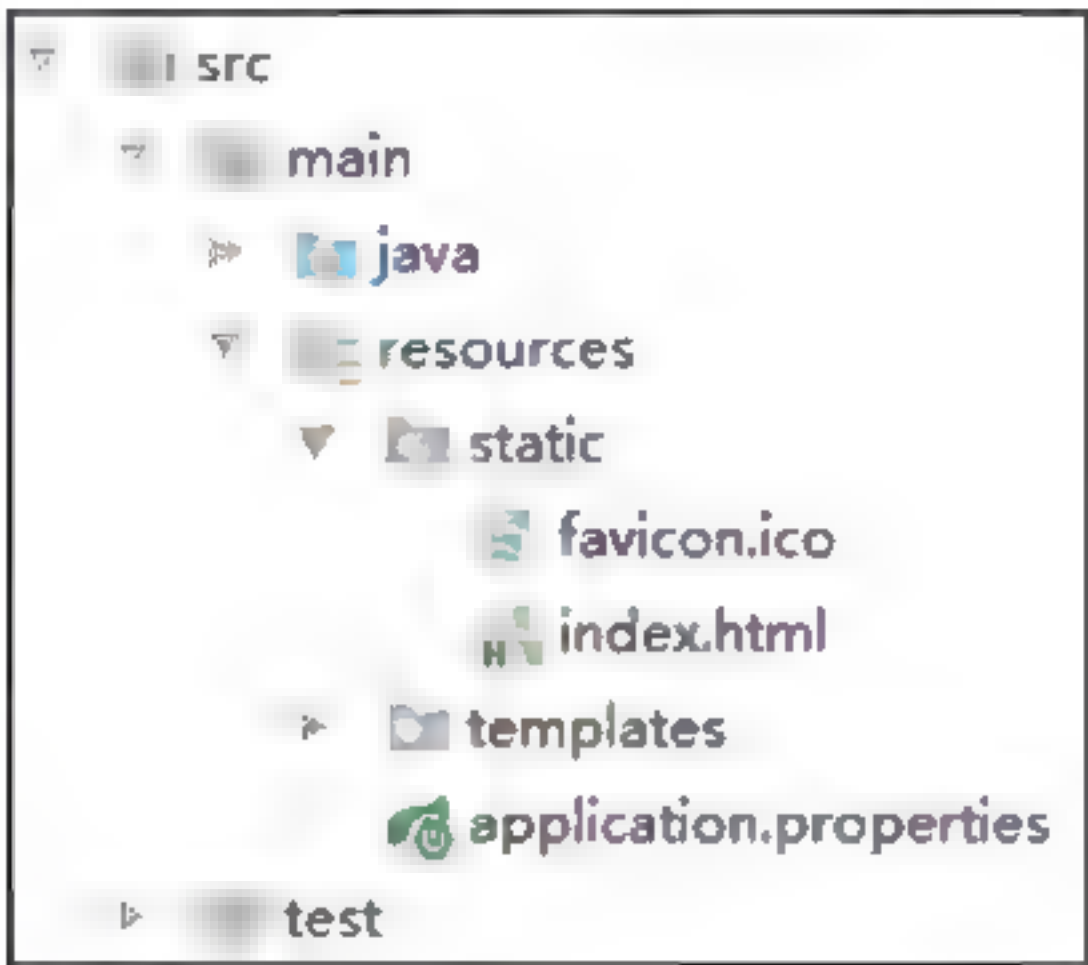 src
main
java
resources
static
favicon.ico
index.html
templates
application.properties
test